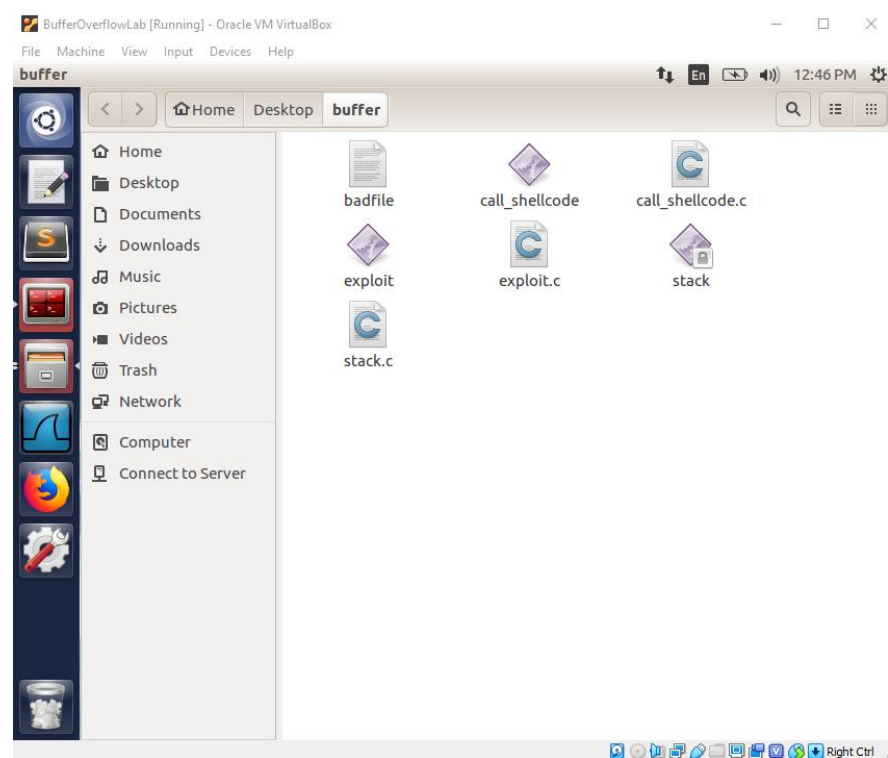 BufferOverflowLab [Running] - Oracle VM VirtualBox
File Machine View Input Devices Help
buffer En 12:46 PM
Home Desktop buffer
Home
Desktop
Documents
Downloads
Music
Pictures
Videos
Trash
Network
Computer
Connect to Server
badfile call_shellcode call_shellcode.c
exploit exploit.c stack
stack.c
Right Ctrl